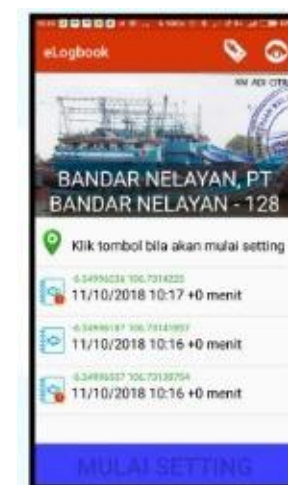 eLogbook
BANDAR NELAYAN, PT
BANDAR NELAYAN - 128
Klik tombol bila akan mulai setting
11/10/2018 10:17 +0 menit
11/10/2018 10:16 +0 menit
11/10/2018 10:16 +0 menit
MULAI SETTING